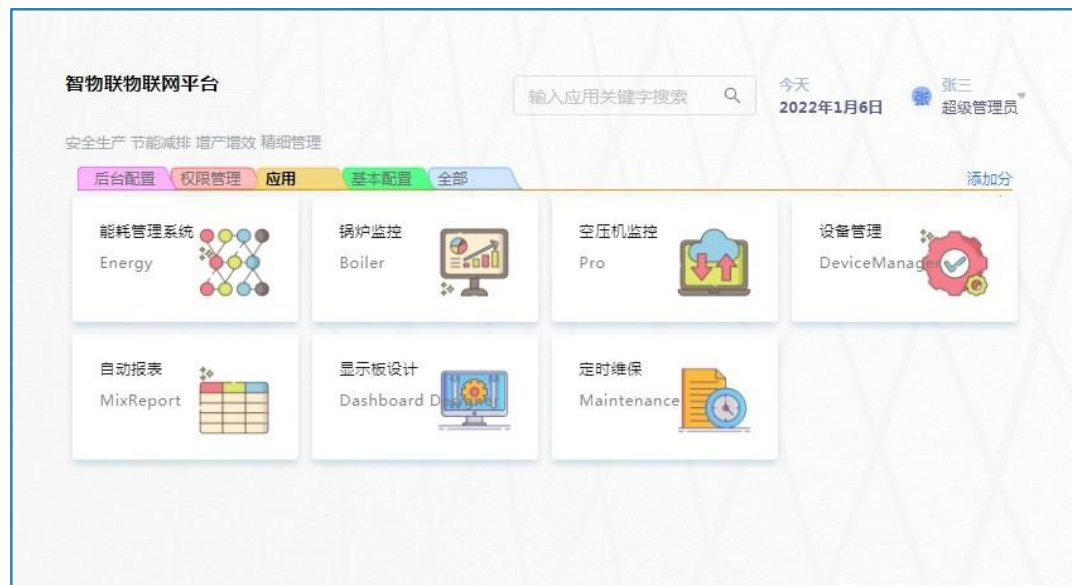 智物联物联网平台
输入应用关键字搜索
今天
2022年1月6日
张
张三
超级管理员
安全生产 节能减排 增产增效 精细管理
后台配置 权限管理 应用 基本配置 全部
添加分
能耗管理系统
Energy
锅炉监控
Boiler
空压机监控
Pro
设备管理
DeviceManager
自动报表
MixReport
显示板设计
Dashboard Designer
定时维保
Maintenance